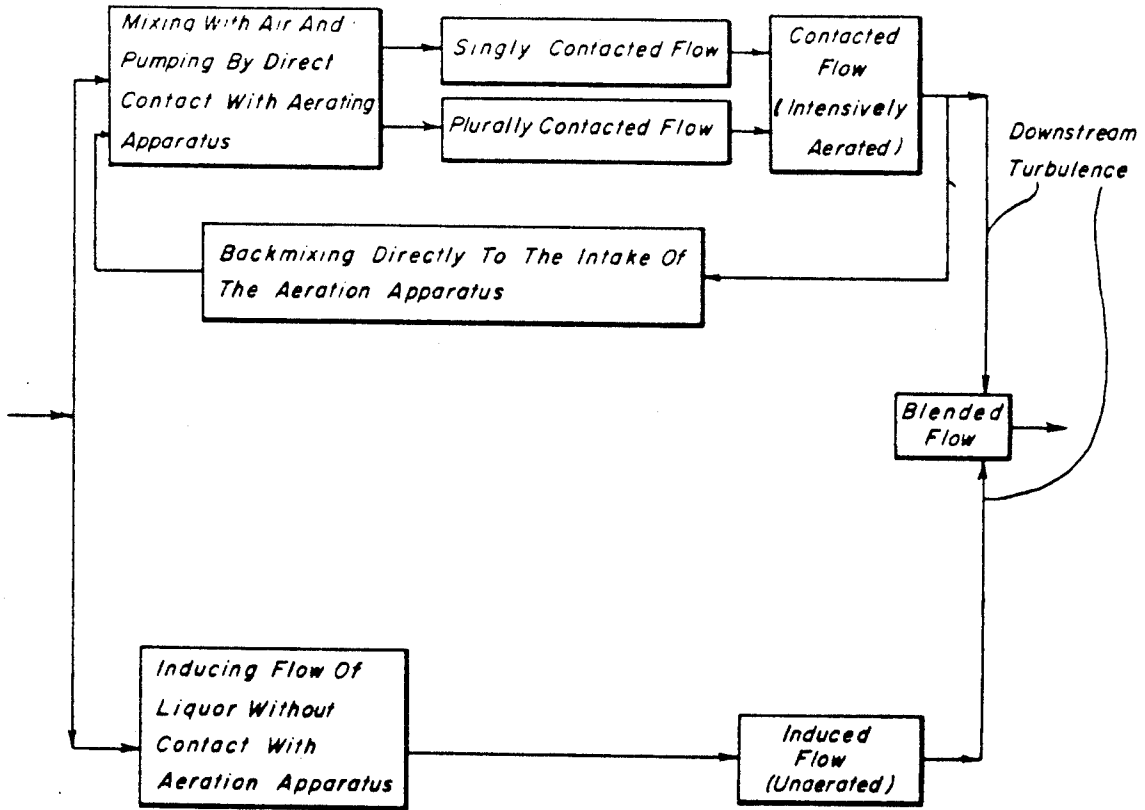 Mixing With Air And
Pumping By Direct
Contact With Aerating
Apparatus
Singly Contacted Flow
Plurally Contacted Flow
Contacted
Flow
(Intensively
Aerated)
Downstream
Turbulence
Backmixing Directly To The Intake Of
The Aeration Apparatus
Blended
Flow
Inducing Flow Of
Liquor Without
Contact With
Aeration Apparatus
Induced
Flow
(Unaerated)